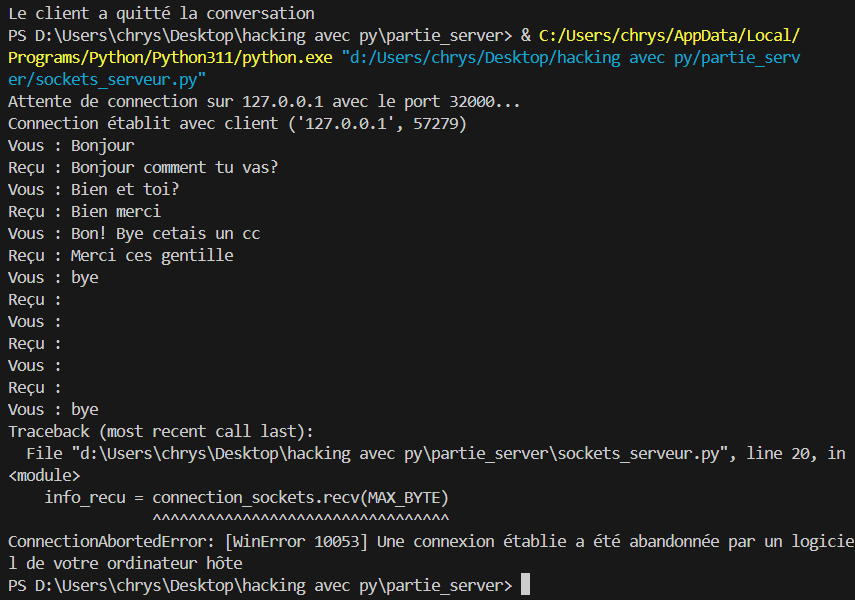 Le client a quitté la conversation
PS D:\Users\chrys\Desktop\hacking avec py\partie_server> & C:/Users/chrys/AppData/Local/
Programs/Python/Python311/python.exe "d:/Users/chrys/Desktop/hacking avec py/partie_serv
er/sockets_serveur.py"
Attente de connection sur 127.0.0.1 avec le port 32000...
Connection établit avec client ('127.0.0.1', 57279)
Vous : Bonjour
Reçu : Bonjour comment tu vas?
Vous : Bien et toi?
Reçu : Bien merci
Vous : Bon! Bye cetais un cc
Reçu : Merci ces gentille
Vous : bye
Reçu :
Vous :
Reçu :
Vous :
Reçu :
Vous : bye
Traceback (most recent call last):
  File "d:\Users\chrys\Desktop\hacking avec py\partie_server\sockets_serveur.py", line 20, in
<module>
    info_recu = connection_sockets.recv(MAX_BYTE)
                ^^^^^^^^^^^^^^^^^^^^^^^^^^^^^^^^^
ConnectionAbortedError: [WinError 10053] Une connexion établie a été abandonnée par un logicie
l de votre ordinateur hôte
PS D:\Users\chrys\Desktop\hacking avec py\partie_server>